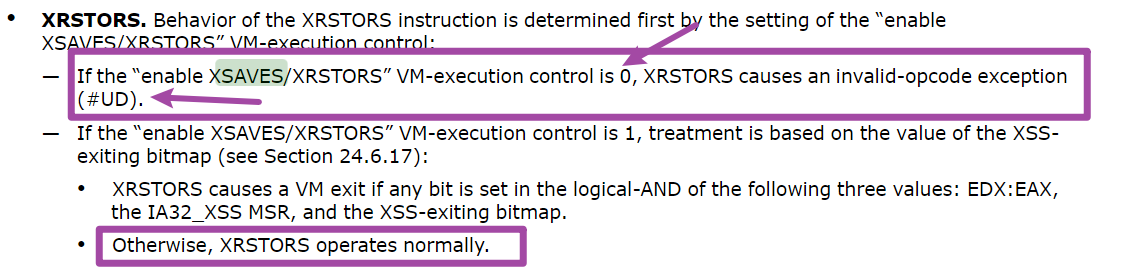 • XRSTORS. Behavior of the XRSTORS instruction is determined first by the setting of the “enable
XSAVES/XRSTORS” VM-execution control:
— If the “enable XSAVES/XRSTORS” VM-execution control is 0, XRSTORS causes an invalid-opcode exception
(#UD).
— If the “enable XSAVES/XRSTORS” VM-execution control is 1, treatment is based on the value of the XSS-
exiting bitmap (see Section 24.6.17):
• XRSTORS causes a VM exit if any bit is set in the logical-AND of the following three values: EDX:EAX,
the IA32_XSS MSR, and the XSS-exiting bitmap.
• Otherwise, XRSTORS operates normally.